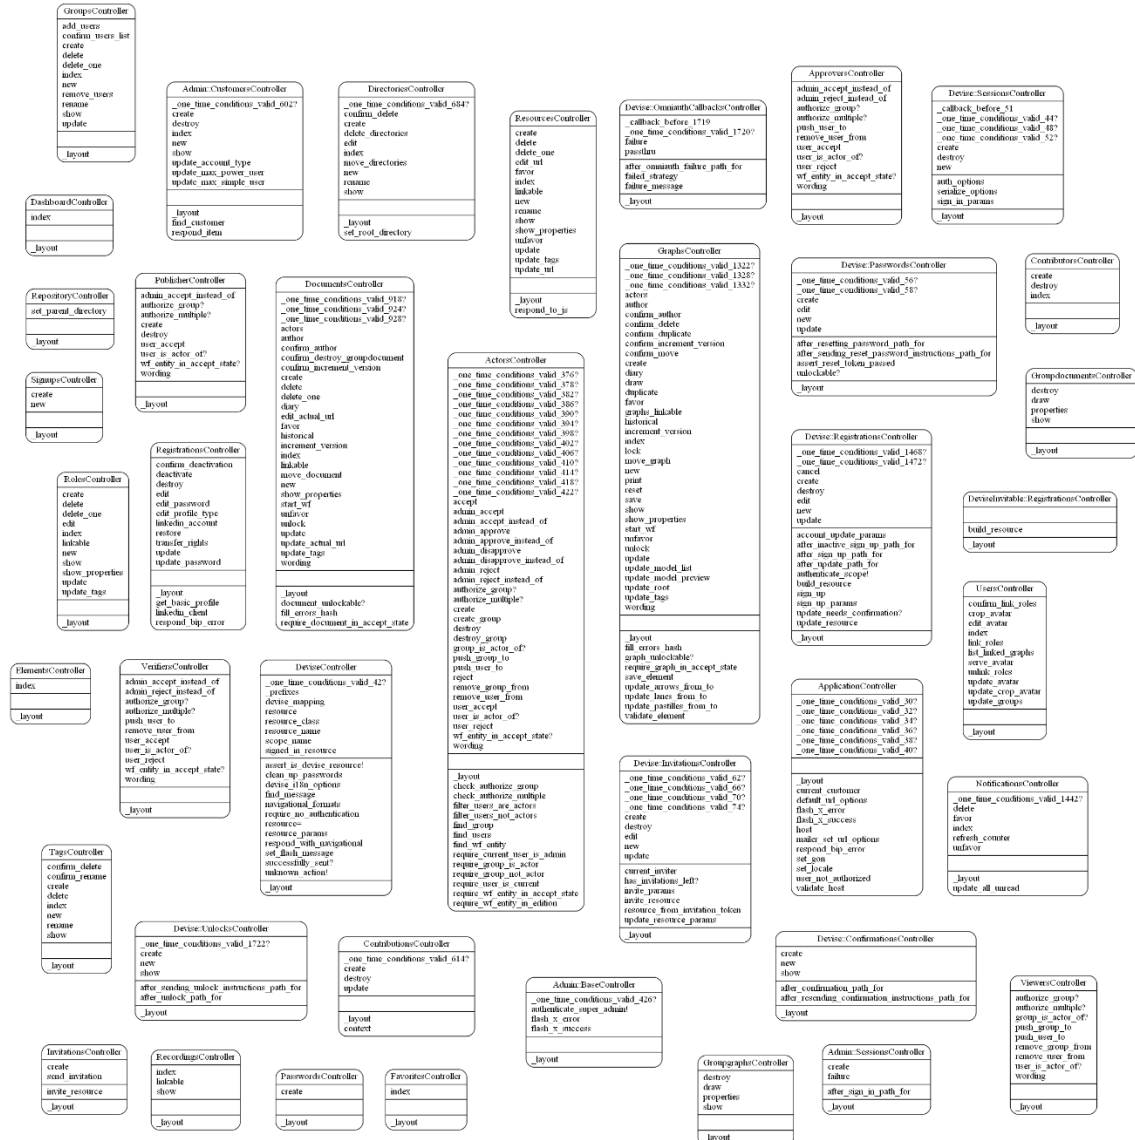 GroupsController
add_users
confirm_users_list
create
delete
delete_one
index
new
remove_users
rename
show
update
_layout
Admin::CustomersController
_one_time_conditions_valid_602?
create
destroy
index
new
show
update_account_type
update_max_power_user
update_max_simple_user
_layout
find_customer
respond_item
DirectoriesController
_one_time_conditions_valid_684?
confirm_delete
create
delete_directories
edit
index
move_directories
new
rename
show
_layout
set_root_directory
ResourcesController
create
delete
delete_one
edit_url
favor
index
linkable
new
rename
show
show_properties
unfavor
update
update_tags
update_url
_layout
respond_to_js
Devise::OmniauthCallbacksController
_callback_before_1719
_one_time_conditions_valid_1720?
failure
passthru
after_omniauth_failure_path_for
failed_strategy
failure_message
_layout
ApproversController
admin_accept_instead_of
admin_reject_instead_of
authorize_group?
authorize_multiple?
push_user_to
remove_user_from
user_accept
user_is_actor_of?
user_reject
wf_entity_in_accept_state?
wording
_layout
Devise::SessionsController
_callback_before_51
_one_time_conditions_valid_44?
_one_time_conditions_valid_48?
_one_time_conditions_valid_52?
create
destroy
new
auth_options
serialize_options
sign_in_params
_layout
DashboardController
index
_layout
RepositoryController
set_parent_directory
_layout
SignupsController
create
new
_layout
PublisherController
admin_accept_instead_of
authorize_group?
authorize_multiple?
create
destroy
user_accept
user_is_actor_of?
wf_entity_in_accept_state?
wording
_layout
DocumentsController
_one_time_conditions_valid_918?
_one_time_conditions_valid_924?
_one_time_conditions_valid_928?
actors
author
confirm_author
confirm_destroy_groupdocument
confirm_increment_version
create
delete
delete_one
diary
edit_actual_url
favor
historical
increment_version
index
linkable
move_document
new
show_properties
start_wf
unfavor
unlock
update
update_actual_url
update_tags
wording
_layout
document_unlockable?
fill_errors_hash
require_document_in_accept_state
ActorsController
_one_time_conditions_valid_376?
_one_time_conditions_valid_378?
_one_time_conditions_valid_382?
_one_time_conditions_valid_386?
_one_time_conditions_valid_390?
_one_time_conditions_valid_394?
_one_time_conditions_valid_398?
_one_time_conditions_valid_402?
_one_time_conditions_valid_406?
_one_time_conditions_valid_410?
_one_time_conditions_valid_414?
_one_time_conditions_valid_418?
_one_time_conditions_valid_422?
accept
admin_accept
admin_accept_instead_of
admin_approve
admin_approve_instead_of
admin_disapprove
admin_disapprove_instead_of
admin_reject
admin_reject_instead_of
authorize_group?
authorize_multiple?
create
create_group
destroy
destroy_group
group_is_actor_of?
push_group_to
push_user_to
reject
remove_group_from
remove_user_from
user_accept
user_is_actor_of?
user_reject
wf_entity_in_accept_state?
wording
_layout
check_authorize_group
check_authorize_multiple
filter_users_are_actors
filter_users_not_actors
find_group
find_users
find_wf_entity
require_current_user_is_admin
require_group_is_actor
require_group_not_actor
require_user_is_current
require_wf_entity_in_accept_state
require_wf_entity_in_edition
GraphsController
_one_time_conditions_valid_1322?
_one_time_conditions_valid_1328?
_one_time_conditions_valid_1332?
actors
author
confirm_author
confirm_delete
confirm_duplicate
confirm_increment_version
confirm_move
create
diary
draw
duplicate
favor
graphs_linkable
historical
increment_version
index
lock
move_graph
new
print
reset
save
show
show_properties
start_wf
unfavor
unlock
update
update_model_list
update_model_preview
update_root
update_tags
wording
_layout
fill_errors_hash
graph_unlockable?
require_graph_in_accept_state
save_element
update_arrows_from_to
update_lanes_from_to
update_pastilles_from_to
validate_element
Devise::PasswordsController
_one_time_conditions_valid_56?
_one_time_conditions_valid_58?
create
edit
new
update
after_resetting_password_path_for
after_sending_reset_password_instructions_path_for
assert_reset_token_passed
unlockable?
_layout
ContributorsController
create
destroy
index
_layout
GroupdocumentsController
destroy
draw
properties
show
_layout
RolesController
create
delete
delete_one
edit
index
linkable
new
show
show_properties
update
update_tags
_layout
RegistrationsController
confirm_deactivation
deactivate
destroy
edit
edit_password
edit_profile_type
linkedin_account
restore
transfer_rights
update
update_password
_layout
get_basic_profile
linkedin_client
respond_bip_error
Devise::RegistrationsController
_one_time_conditions_valid_1468?
_one_time_conditions_valid_1472?
cancel
create
destroy
edit
new
update
account_update_params
after_inactive_sign_up_path_for
after_sign_up_path_for
after_update_path_for
authenticate_scope!
build_resource
sign_up
sign_up_params
update_needs_confirmation?
update_resource
_layout
DeviseInvitable::RegistrationsController
build_resource
_layout
UsersController
confirm_link_roles
crop_avatar
edit_avatar
index
link_roles
list_linked_graphs
serve_avatar
unlink_roles
update_avatar
update_crop_avatar
update_groups
_layout
ElementsController
index
_layout
VerifiersController
admin_accept_instead_of
admin_reject_instead_of
authorize_group?
authorize_multiple?
push_user_to
remove_user_from
user_accept
user_is_actor_of?
user_reject
wf_entity_in_accept_state?
wording
_layout
DeviseController
_one_time_conditions_valid_42?
_prefixes
devise_mapping
resource
resource_class
resource_name
scope_name
signed_in_resource
assert_is_devise_resource!
clean_up_passwords
devise_i18n_options
find_message
navigational_formats
require_no_authentication
resource=
resource_params
respond_with_navigational
set_flash_message
successfully_sent?
unknown_action!
_layout
ApplicationController
_one_time_conditions_valid_30?
_one_time_conditions_valid_32?
_one_time_conditions_valid_34?
_one_time_conditions_valid_36?
_one_time_conditions_valid_38?
_one_time_conditions_valid_40?
_layout
current_customer
default_url_options
flash_x_error
flash_x_success
host
mailer_set_url_options
respond_bip_error
set_gon
set_locale
user_not_authorized
validate_host
Devise::InvitationsController
_one_time_conditions_valid_62?
_one_time_conditions_valid_66?
_one_time_conditions_valid_70?
_one_time_conditions_valid_74?
create
destroy
edit
new
update
current_inviter
has_invitations_left?
invite_params
invite_resource
resource_from_invitation_token
update_resource_params
_layout
NotificationsController
_one_time_conditions_valid_1442?
delete
favor
index
refresh_counter
unfavor
_layout
update_all_unread
TagsController
confirm_delete
confirm_rename
create
delete
index
new
rename
show
_layout
Devise::UnlocksController
_one_time_conditions_valid_1722?
create
new
show
after_sending_unlock_instructions_path_for
after_unlock_path_for
_layout
ContributionsController
_one_time_conditions_valid_614?
create
destroy
update
_layout
context
Admin::BaseController
_one_time_conditions_valid_426?
authenticate_super_admin!
flash_x_error
flash_x_success
_layout
Devise::ConfirmationsController
create
new
show
after_confirmation_path_for
after_resending_confirmation_instructions_path_for
_layout
ViewersController
authorize_group?
authorize_multiple?
group_is_actor_of?
push_group_to
push_user_to
remove_group_from
remove_user_from
user_is_actor_of?
wording
_layout
InvitationsController
create
send_invitation
invite_resource
_layout
RecordingsController
index
linkable
show
_layout
PasswordsController
create
_layout
FavoritesController
index
_layout
GroupgraphsController
destroy
draw
properties
show
_layout
Admin::SessionsController
create
failure
after_sign_in_path_for
_layout